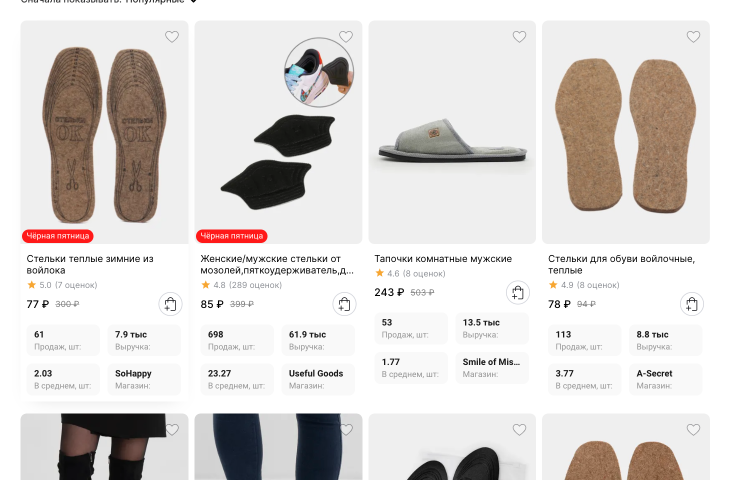 Сначала показывать: Популярные
СТЕЛЬКИ
OK
СТЕЛЬКИ
OK
Чёрная пятница
Чёрная пятница
Стельки теплые зимние из
войлока
5.0 (7 оценок)
77 ₽ 300 ₽
61
Продаж, шт:
7.9 тыс
Выручка:
2.03
В среднем, шт:
SoHappy
Магазин:
Женские/мужские стельки от
мозолей,пяткоудерживатель,д...
4.8 (289 оценок)
85 ₽ 399 ₽
698
Продаж, шт:
61.9 тыс
Выручка:
23.27
В среднем, шт:
Useful Goods
Магазин:
Тапочки комнатные мужские
4.6 (8 оценок)
243 ₽ 503 ₽
53
Продаж, шт:
13.5 тыс
Выручка:
1.77
В среднем, шт:
Smile of Mis...
Магазин:
Стельки для обуви войлочные,
теплые
4.9 (8 оценок)
78 ₽ 94 ₽
113
Продаж, шт:
8.8 тыс
Выручка:
3.77
В среднем, шт:
A-Secret
Магазин: